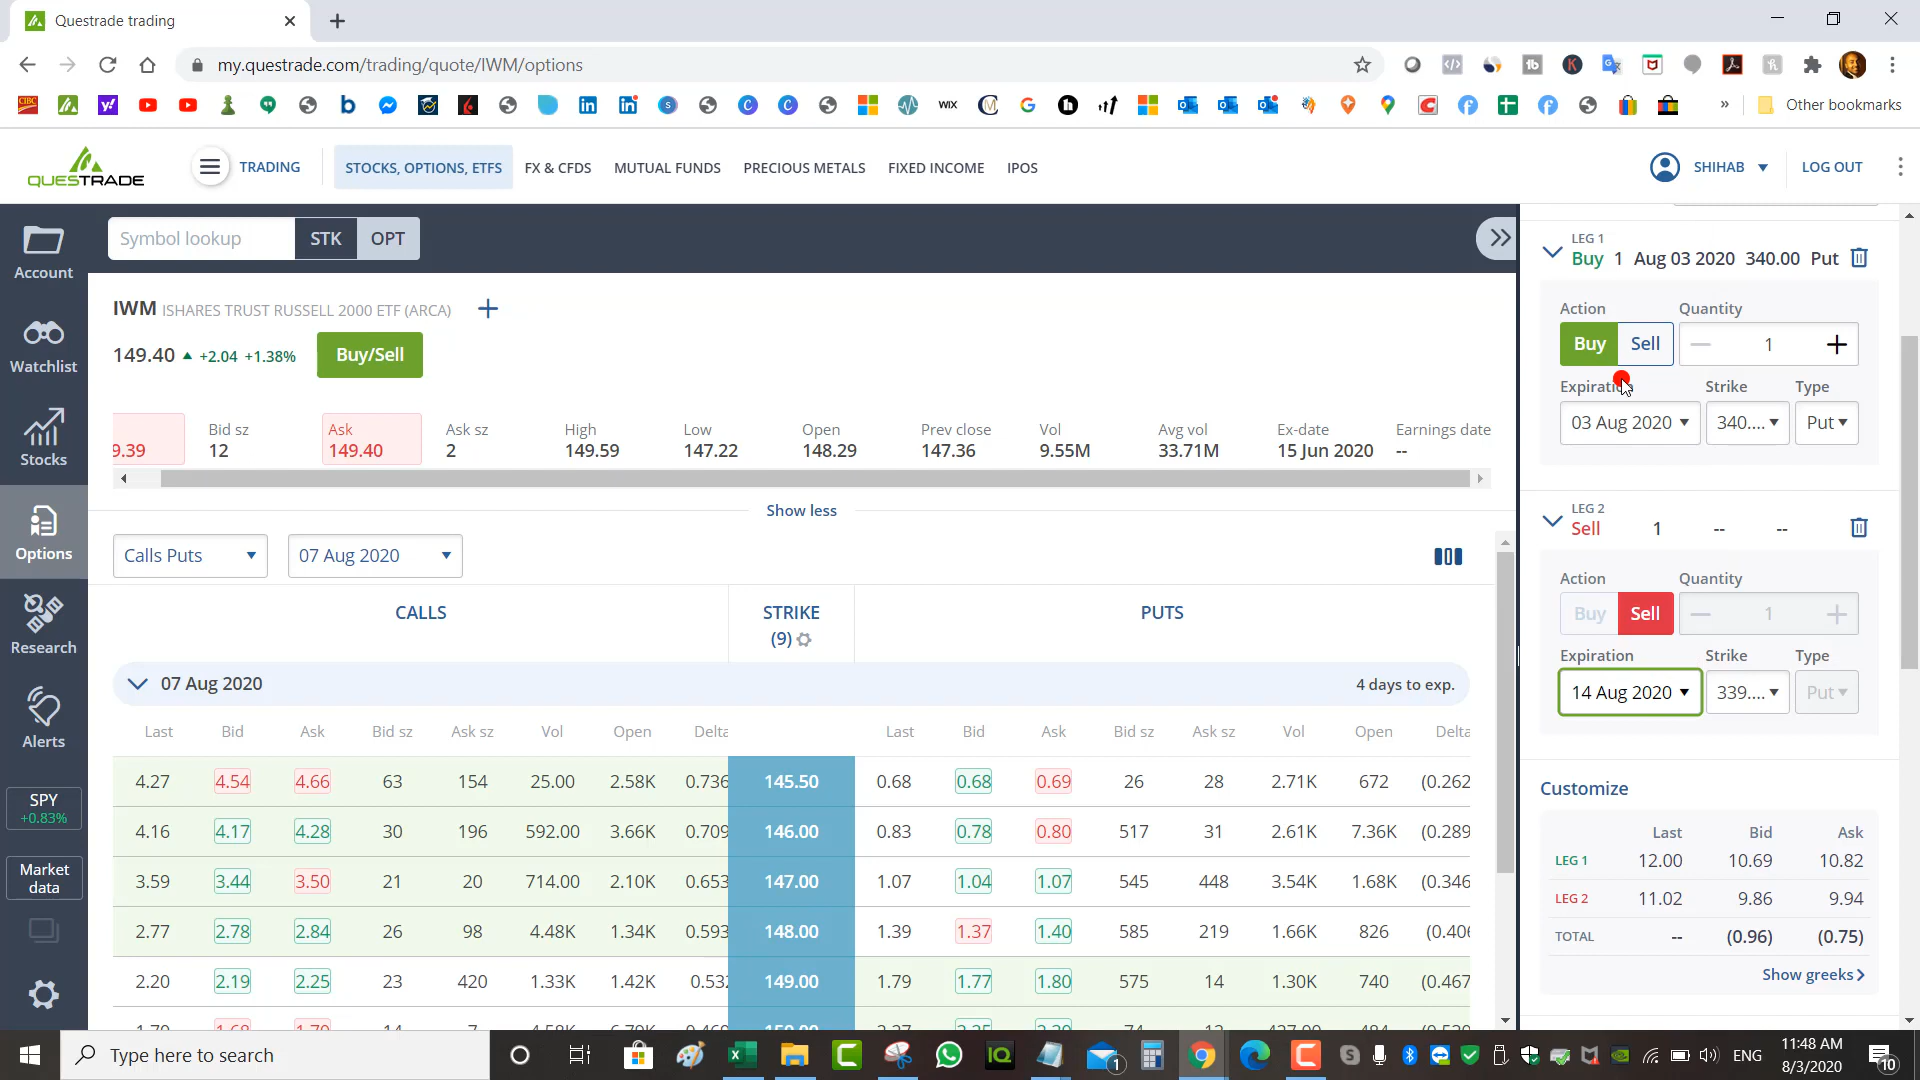 Questrade trading
my.questrade.com/trading/quote/IWM/options
CIBC
WIX
Other bookmarks
QUESTRADE
TRADING
STOCKS, OPTIONS, ETFS
FX & CFDS
MUTUAL FUNDS
PRECIOUS METALS
FIXED INCOME
IPOS
SHIHAB
LOG OUT
Account
Watchlist
Stocks
Options
Research
Alerts
SPY
+0.83%
Market
data
Symbol lookup
STK
OPT
IWM ISHARES TRUST RUSSELL 2000 ETF (ARCA)
149.40 +2.04 +1.38%
Buy/Sell
Bid sz Ask Ask sz High Low Open Prev close Vol Avg vol Ex-date Earnings date
9.39 12 149.40 2 149.59 147.22 148.29 147.36 9.55M 33.71M 15 Jun 2020 --
Show less
Calls Puts
07 Aug 2020
CALLS STRIKE PUTS
(9)
07 Aug 2020 4 days to exp.
Last Bid Ask Bid sz Ask sz Vol Open Delta Last Bid Ask Bid sz Ask sz Vol Open Delta
4.27 4.54 4.66 63 154 25.00 2.58K 0.736 145.50 0.68 0.68 0.69 26 28 2.71K 672 (0.262
4.16 4.17 4.28 30 196 592.00 3.66K 0.709 146.00 0.83 0.78 0.80 517 31 2.61K 7.36K (0.289
3.59 3.44 3.50 21 20 714.00 2.10K 0.653 147.00 1.07 1.04 1.07 545 448 3.54K 1.68K (0.346
2.77 2.78 2.84 26 98 4.48K 1.34K 0.593 148.00 1.39 1.37 1.40 585 219 1.66K 826 (0.406
2.20 2.19 2.25 23 420 1.33K 1.42K 0.532 149.00 1.79 1.77 1.80 575 14 1.30K 740 (0.467
LEG 1
Buy 1 Aug 03 2020 340.00 Put
Action Quantity
Buy Sell 1
Expiration Strike Type
03 Aug 2020 340.... Put
LEG 2
Sell 1 -- --
Action Quantity
Buy Sell 1
Expiration Strike Type
14 Aug 2020 339.... Put
Customize
Last Bid Ask
LEG 1 12.00 10.69 10.82
LEG 2 11.02 9.86 9.94
TOTAL -- (0.96) (0.75)
Show greeks
Type here to search
ENG
11:48 AM
8/3/2020
1
10